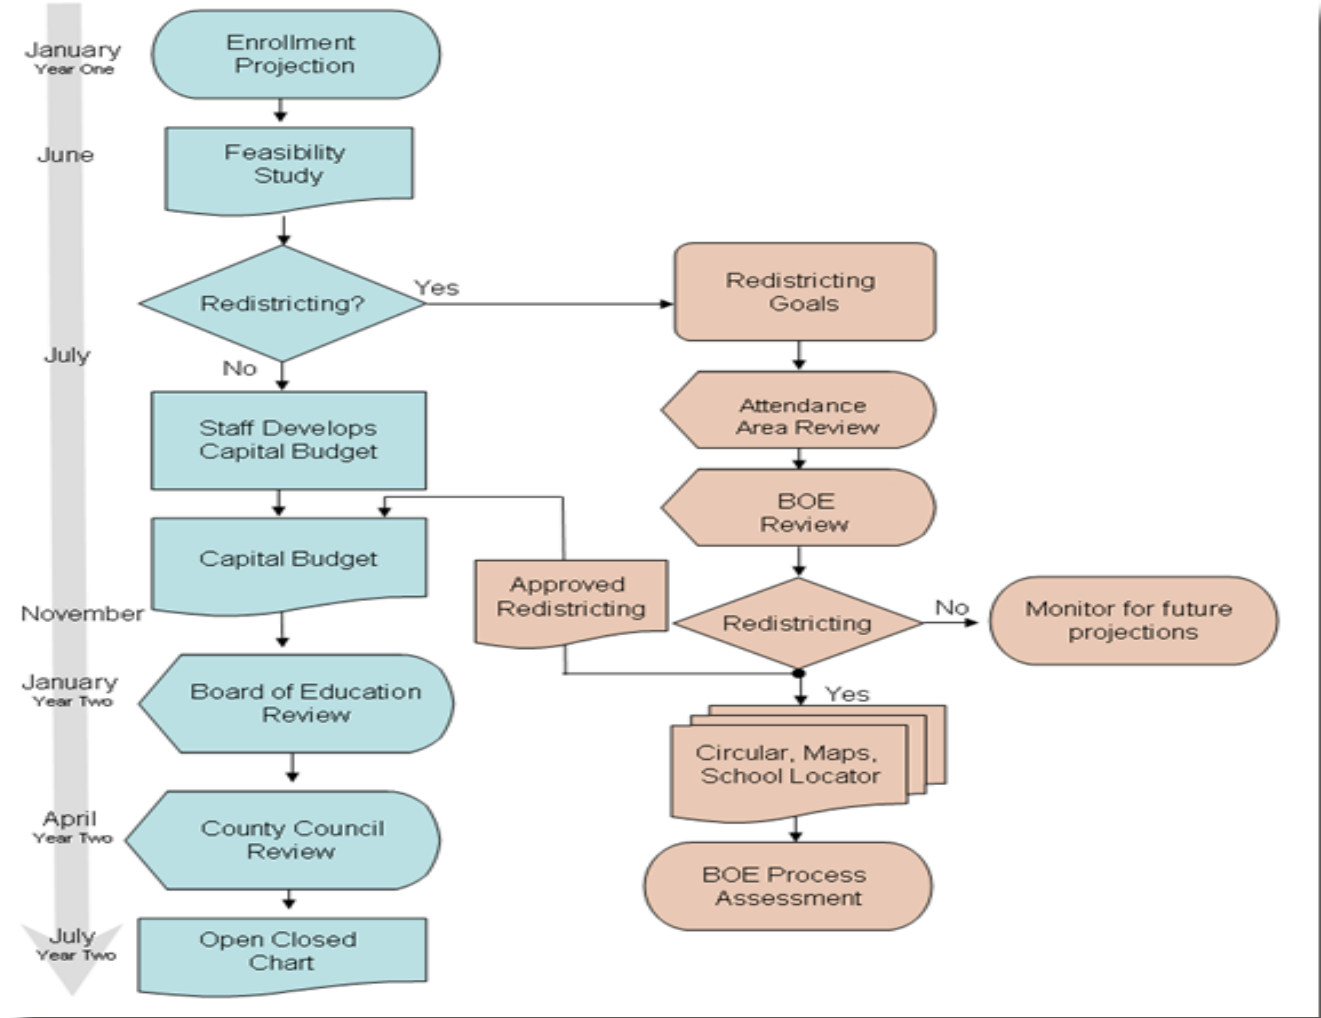 January
Year One
Enrollment
Projection
June
Feasibility
Study
Redistricting?
Yes
No
July
Redistricting
Goals
Attendance
Area Review
BOE
Review
Staff Develops
Capital Budget
Capital Budget
Approved
Redistricting
Redistricting
No
Monitor for future
projections
Yes
November
January
Year Two
Board of Education
Review
Circular, Maps,
School Locator
April
Year Two
County Council
Review
BOE Process
Assessment
July
Year Two
Open Closed
Chart